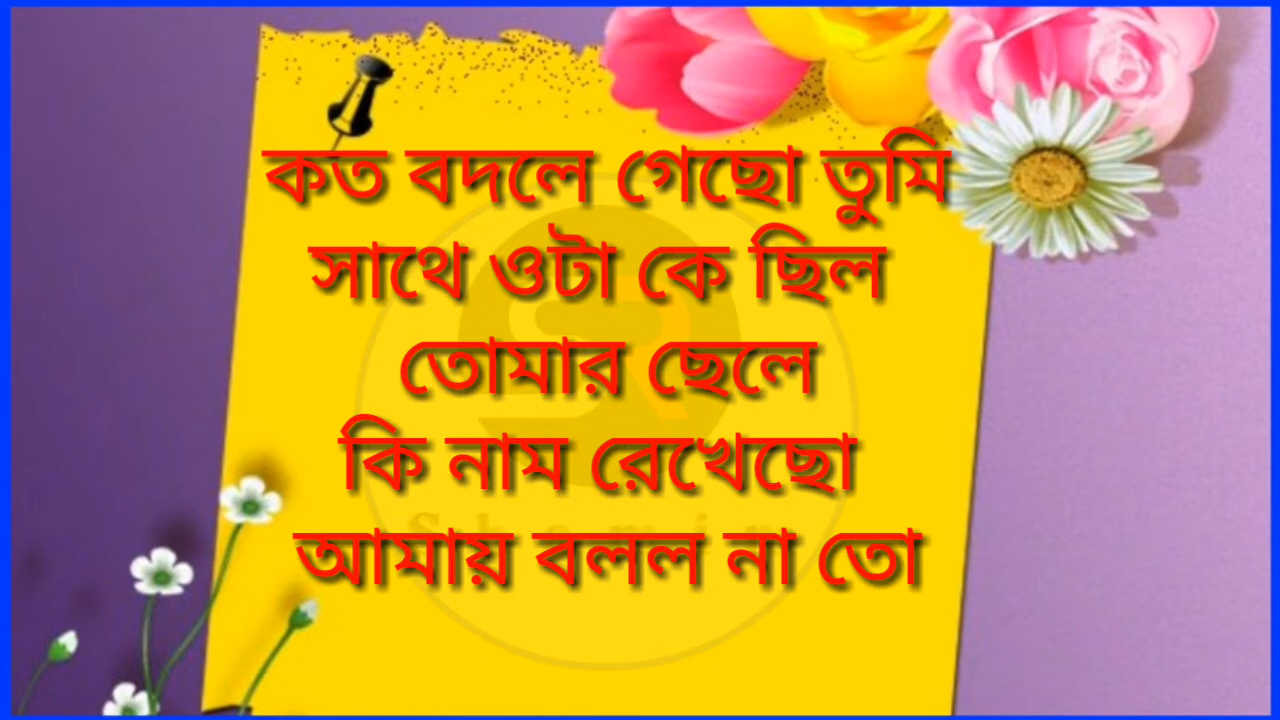 কত বদলে গেছো তুমি
সাথে ওটা কে ছিল
তোমার ছেলে
কি নাম রেখেছো
আমায় বলল না তো